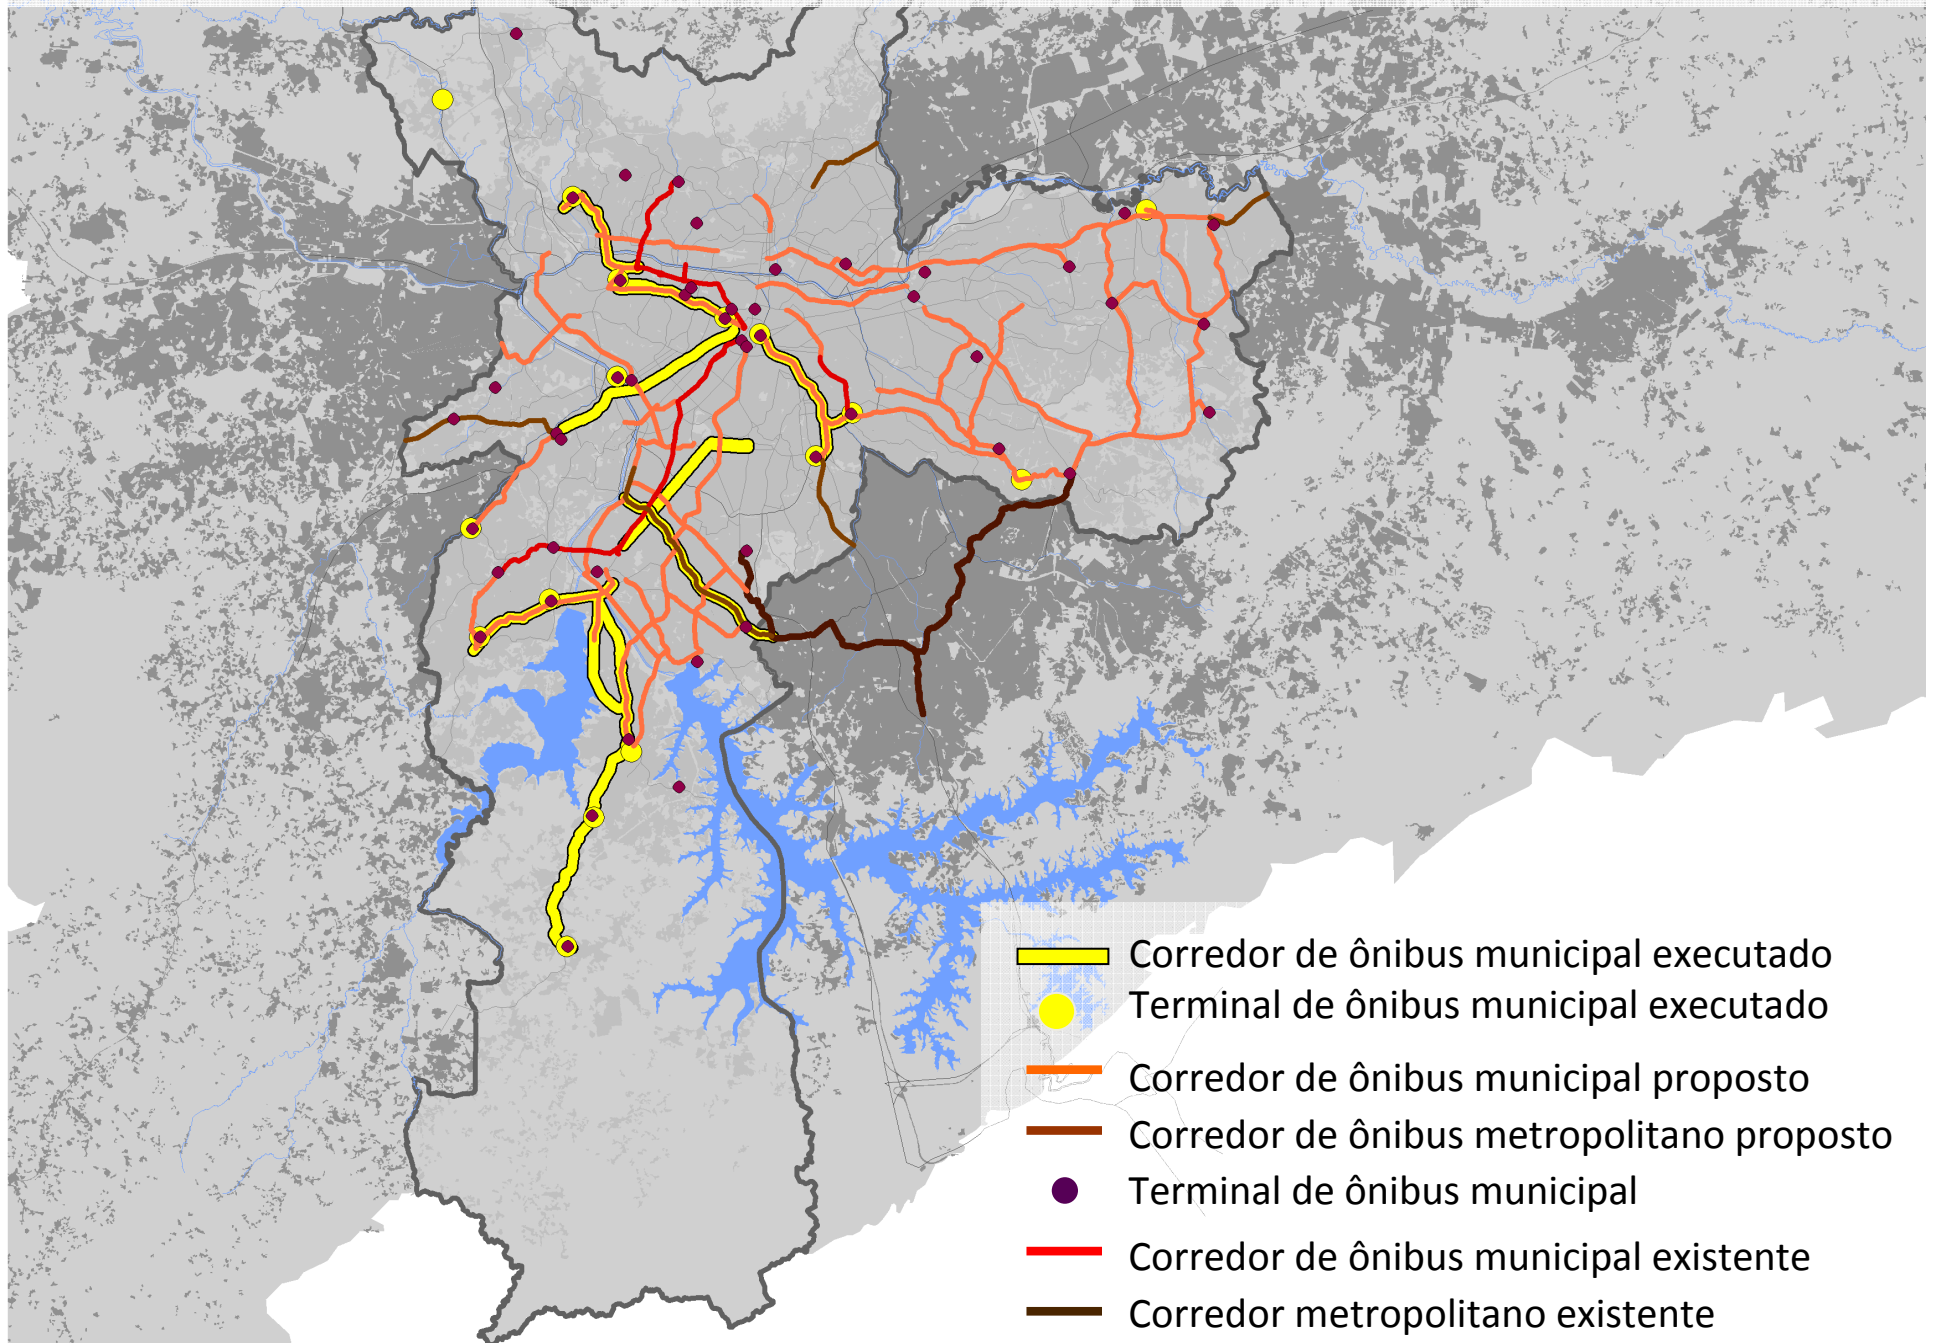 Corredor de ônibus municipal executado
Terminal de ônibus municipal executado
Corredor de ônibus municipal proposto
Corredor de ônibus metropolitano proposto
Terminal de ônibus municipal
Corredor de ônibus municipal existente
Corredor metropolitano existente